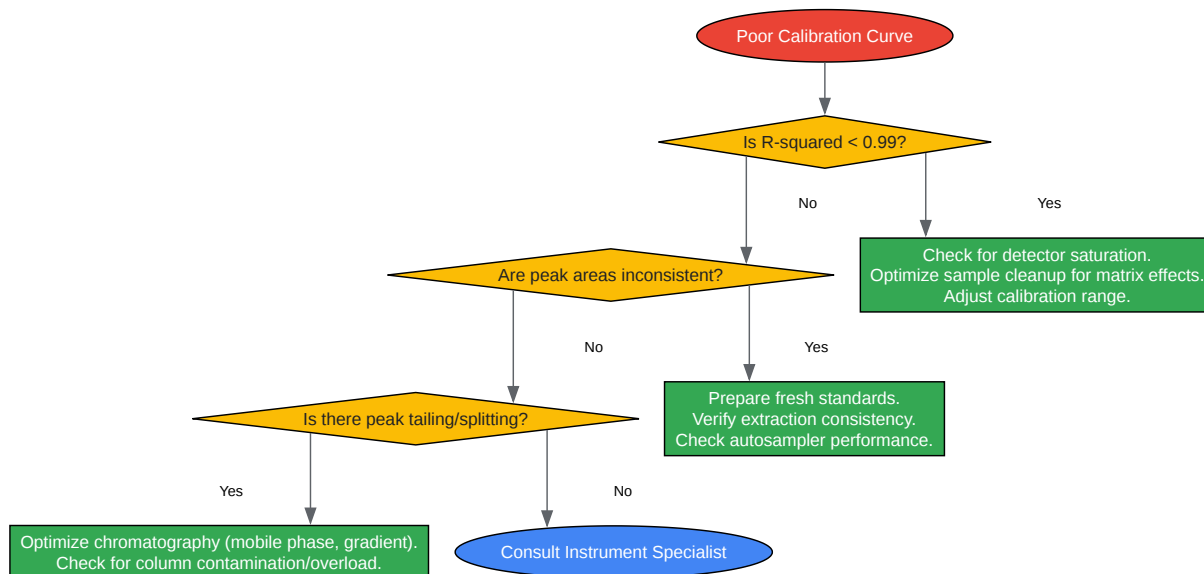 Poor Calibration Curve
Is R-squared < 0.99?
No
Yes
Check for detector saturation.
Optimize sample cleanup for matrix effects.
Adjust calibration range.
Are peak areas inconsistent?
No
Yes
Prepare fresh standards.
Verify extraction consistency.
Check autosampler performance.
Is there peak tailing/splitting?
Yes
No
Optimize chromatography (mobile phase, gradient).
Check for column contamination/overload.
Consult Instrument Specialist